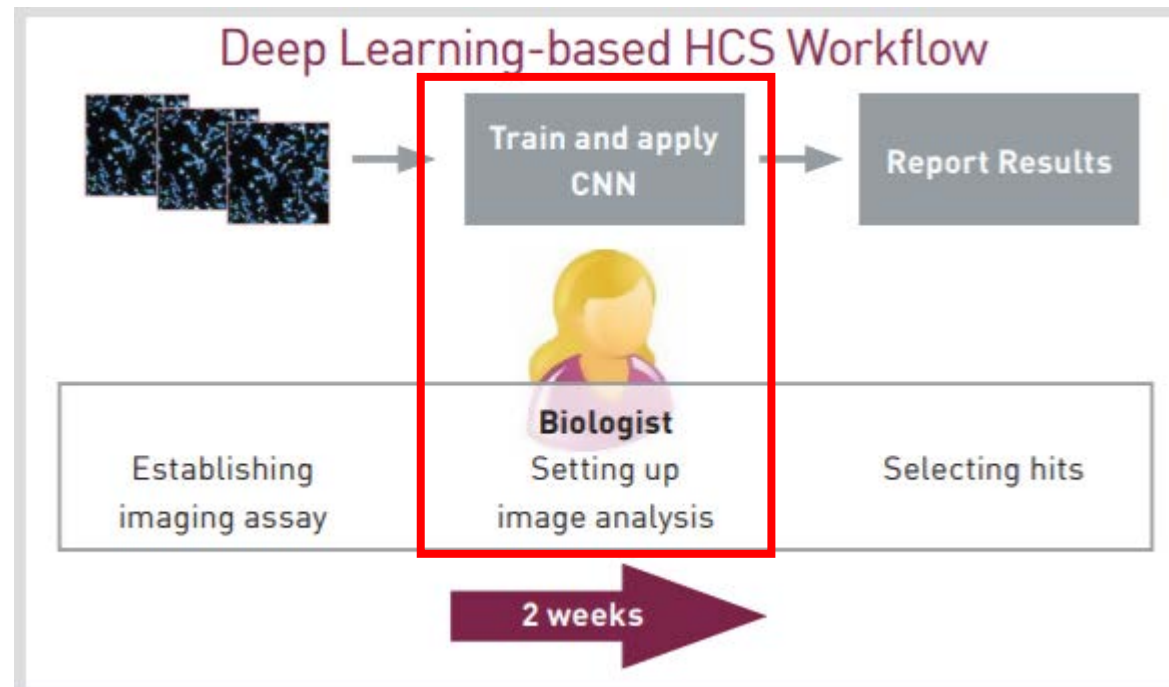 Deep Learning-based HCS Workflow
Train and apply
CNN
Report Results
Biologist
Establishing
imaging assay
Setting up
image analysis
Selecting hits
2 weeks